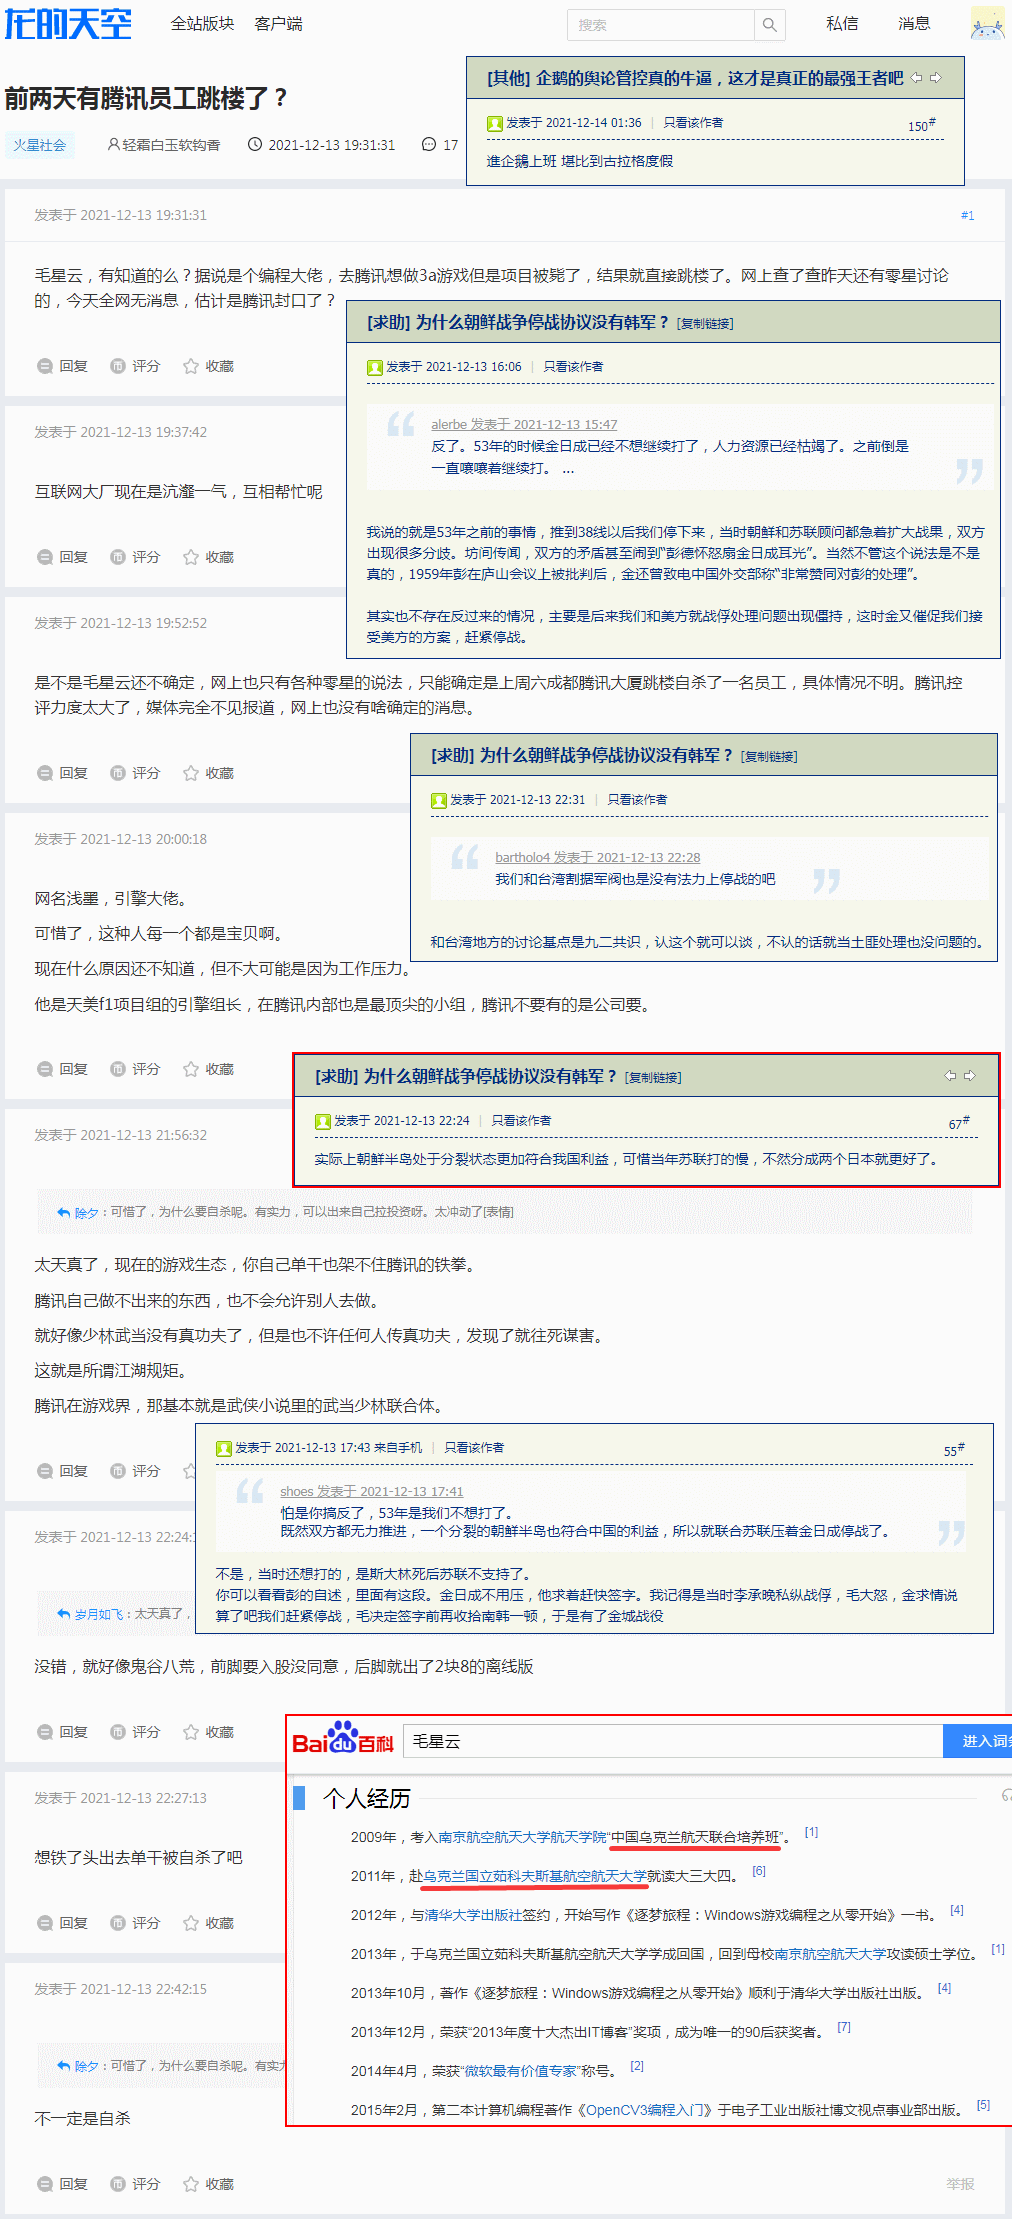 龙的天空
全站版块 客户端
搜索
私信 消息
前两天有腾讯员工跳楼了？
火星社会 轻霜白玉软钩香 2021-12-13 19:31:31 17
[其他] 企鹅的舆论管控真的牛逼，这才是真正的最强王者吧
发表于 2021-12-14 01:36 | 只看该作者
150#
進企鵝上班 堪比到古拉格度假
发表于 2021-12-13 19:31:31
#1
毛星云，有知道的么？据说是个编程大佬，去腾讯想做3a游戏但是项目被毙了，结果就直接跳楼了。网上查了查昨天还有零星讨论
的，今天全网无消息，估计是腾讯封口了？
回复 评分 收藏
[求助] 为什么朝鲜战争停战协议没有韩军？ [复制链接]
发表于 2021-12-13 16:06 | 只看该作者
alerbe 发表于 2021-12-13 15:47
反了。53年的时候金日成已经不想继续打了，人力资源已经枯竭了。之前倒是
一直嚷嚷着继续打。 ...
我说的就是53年之前的事情，推到38线以后我们停下来，当时朝鲜和苏联顾问都急着扩大战果，双方
出现很多分歧。坊间传闻，双方的矛盾甚至闹到“彭德怀怒扇金日成耳光”。当然不管这个说法是不是
真的，1959年彭在庐山会议上被批判后，金还曾致电中国外交部称“非常赞同对彭的处理”。
其实也不存在反过来的情况，主要是后来我们和美方就战俘处理问题出现僵持，这时金又催促我们接
受美方的方案，赶紧停战。
发表于 2021-12-13 19:37:42
互联网大厂现在是沆瀣一气，互相帮忙呢
回复 评分 收藏
发表于 2021-12-13 19:52:52
是不是毛星云还不确定，网上也只有各种零星的说法，只能确定是上周六成都腾讯大厦跳楼自杀了一名员工，具体情况不明。腾讯控
评力度太大了，媒体完全不见报道，网上也没有啥确定的消息。
回复 评分 收藏
[求助] 为什么朝鲜战争停战协议没有韩军？ [复制链接]
发表于 2021-12-13 22:31 | 只看该作者
bartholo4 发表于 2021-12-13 22:28
我们和台湾割据军阀也是没有法力上停战的吧
和台湾地方的讨论基点是九二共识，认这个就可以谈，不认的话就当土匪处理也没问题的。
发表于 2021-12-13 20:00:18
网名浅墨，引擎大佬。
可惜了，这种人每一个都是宝贝啊。
现在什么原因还不知道，但不大可能是因为工作压力。
他是天美f1项目组的引擎组长，在腾讯内部也是最顶尖的小组，腾讯不要有的是公司要。
回复 评分 收藏
[求助] 为什么朝鲜战争停战协议没有韩军？ [复制链接]
发表于 2021-12-13 22:24 | 只看该作者
67#
实际上朝鲜半岛处于分裂状态更加符合我国利益，可惜当年苏联打的慢，不然分成两个日本就更好了。
发表于 2021-12-13 21:56:32
除夕：可惜了，为什么要自杀呢。有实力，可以出来自己拉投资呀。太冲动了[表情]
太天真了，现在的游戏生态，你自己单干也架不住腾讯的铁拳。
腾讯自己做不出来的东西，也不会允许别人去做。
就好像少林武当没有真功夫了，但是也不许任何人传真功夫，发现了就往死谋害。
这就是所谓江湖规矩。
腾讯在游戏界，那基本就是武侠小说里的武当少林联合体。
回复 评分
发表于 2021-12-13 17:43 来自手机 | 只看该作者
55#
shoes 发表于 2021-12-13 17:41
怕是你搞反了，53年是我们不想打了。
既然双方都无力推进，一个分裂的朝鲜半岛也符合中国的利益，所以就联合苏联压着金日成停战了。
不是，当时还想打的，是斯大林死后苏联不支持了。
你可以看看彭的自述，里面有这段。金日成不用压，他求着赶快签字。我记得是当时李承晚私纵战俘，毛大怒，金求情说
算了吧我们赶紧停战，毛决定签字前再收拾南韩一顿，于是有了金城战役
发表于 2021-12-13 22:24:
岁月如飞：太天真了，
没错，就好像鬼谷八荒，前脚要入股没同意，后脚就出了2块8的离线版
回复 评分 收藏
发表于 2021-12-13 22:27:13
想铁了头出去单干被自杀了吧
回复 评分 收藏
Baidu百科 毛星云 进入词条
个人经历
2009年，考入南京航空航天大学航天学院“中国乌克兰航天联合培养班”。 [1]
2011年，赴乌克兰国立茹科夫斯基航空航天大学就读大三大四。 [6]
2012年，与清华大学出版社签约，开始写作《逐梦旅程：Windows游戏编程之从零开始》一书。 [4]
2013年，于乌克兰国立茹科夫斯基航空航天大学学成回国，回到母校南京航空航天大学攻读硕士学位。 [1]
2013年10月，著作《逐梦旅程：Windows游戏编程之从零开始》顺利于清华大学出版社出版。 [4]
2013年12月，荣获“2013年度十大杰出IT博客”奖项，成为唯一的90后获奖者。 [7]
2014年4月，荣获“微软最有价值专家”称号。 [2]
2015年2月，第二本计算机编程著作《OpenCV3编程入门》于电子工业出版社博文视点事业部出版。 [5]
发表于 2021-12-13 22:42:15
除夕：可惜了，为什么要自杀呢。有实力
不一定是自杀
回复 评分 收藏
举报